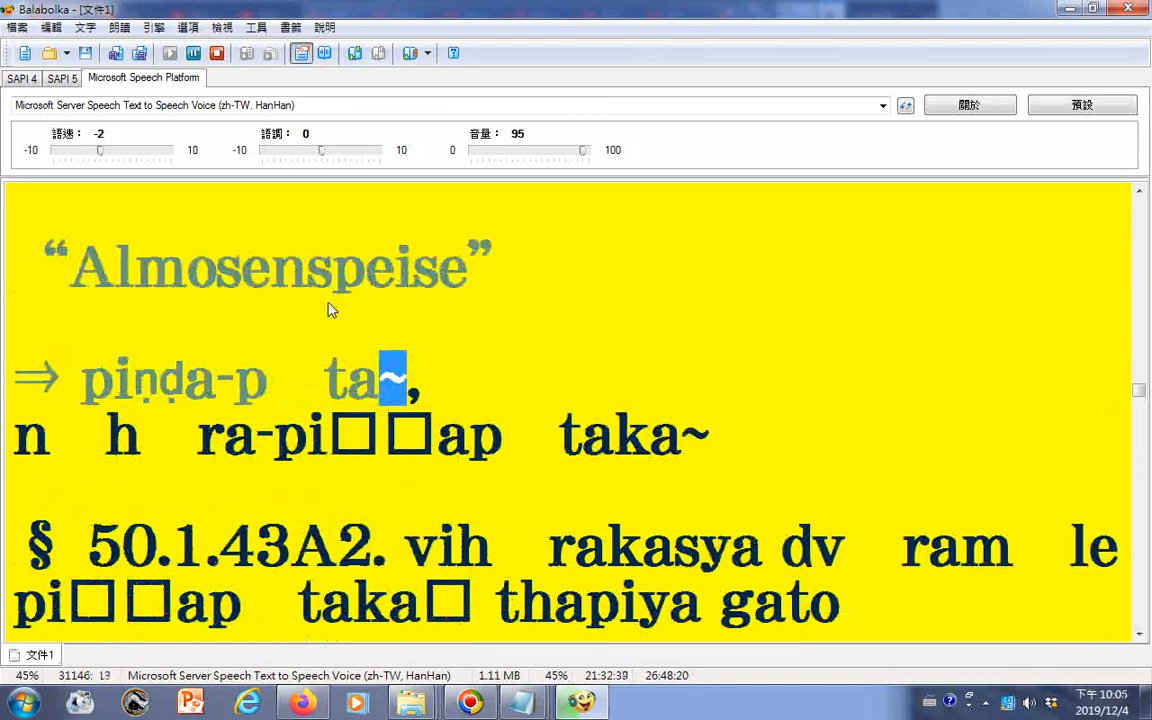 Balabolka - [文件1]
檔案 編輯 文字 朗讀 引擎 選項 檢視 工具 書籤 說明
SAPI 4 SAPI 5 Microsoft Speech Platform
Microsoft Server Speech Text to Speech Voice (zh-TW, HanHan) 關於 預設
語速： -2 語調： 0 音量： 95
-10 10 -10 10 0 100
“Almosenspeise”
⇒ piṇḍa-p ta~,
n h ra-pi□□ap taka~
§ 50.1.43A2. vih rakasya dv ram le
pi□□ap taka□ thapiya gato
文件1
45% 31146: 13 Microsoft Server Speech Text to Speech Voice (zh-TW, HanHan) 1.11 MB 45% 21:32:39 26:48:20
下午 10:05
2019/12/4